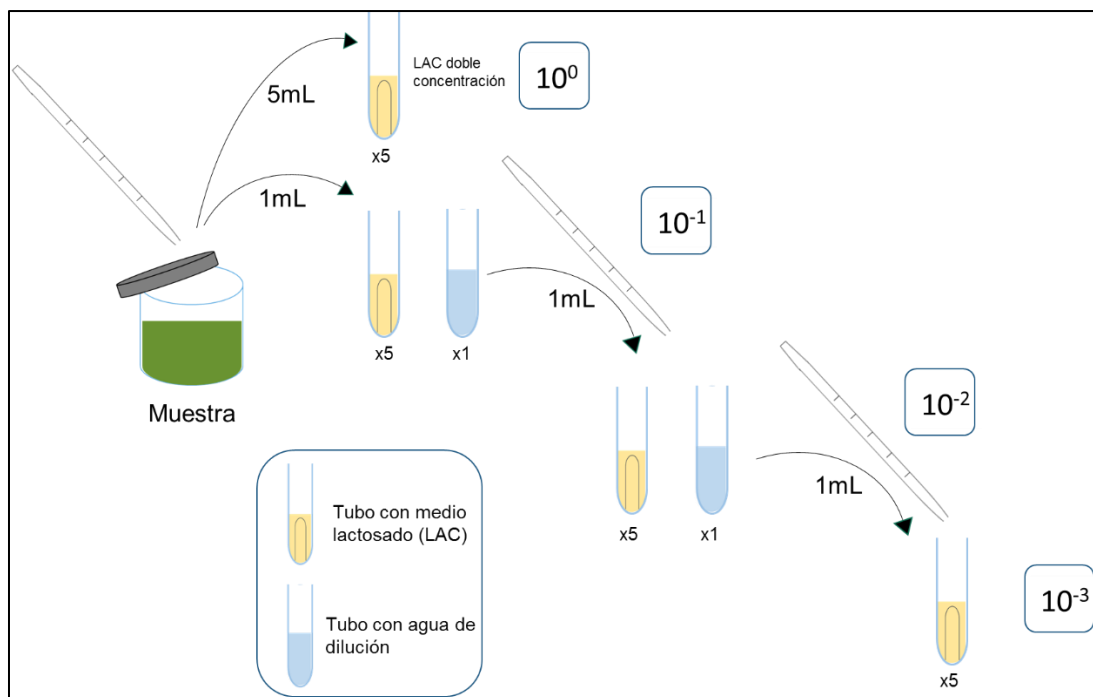 LAC doble
concentración
10⁰
5mL
x5
1mL
10⁻¹
1mL
x5
x1
Muestra
10⁻²
1mL
x5
x1
Tubo con medio
lactosado (LAC)
Tubo con agua de
dilución
10⁻³
x5